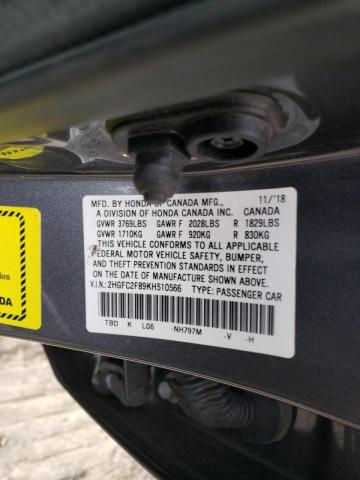 MFD. BY HONDA OF CANADA MFG., 11/'18
A DIVISION OF HONDA CANADA INC. CANADA
GVWR 3769LBS GAWR F 2028LBS R 1829LBS
GVWR 1710KG GAWR F 920KG R 830KG
THIS VEHICLE CONFORMS TO ALL APPLICABLE
FEDERAL MOTOR VEHICLE SAFETY, BUMPER,
AND THEFT PREVENTION STANDARDS IN EFFECT ON
THE DATE OF MANUFACTURE SHOWN ABOVE.
V.I.N: 2HGFC2F89KH510566 TYPE: PASSENGER CAR
TBD K LG6 -NH797M -V -H